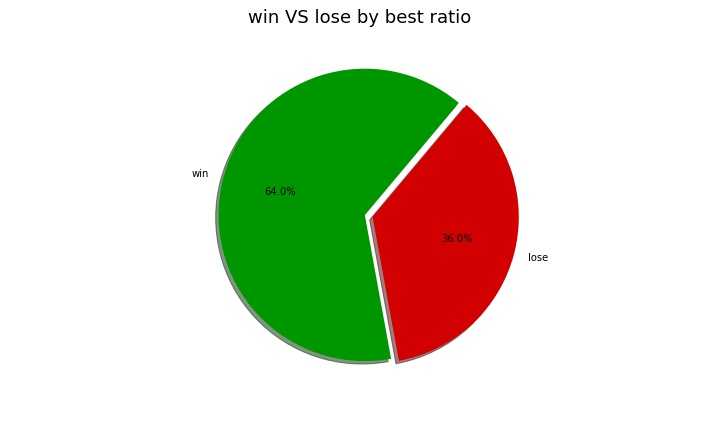 win VS lose by best ratio
win
64.0%
36.0%
lose